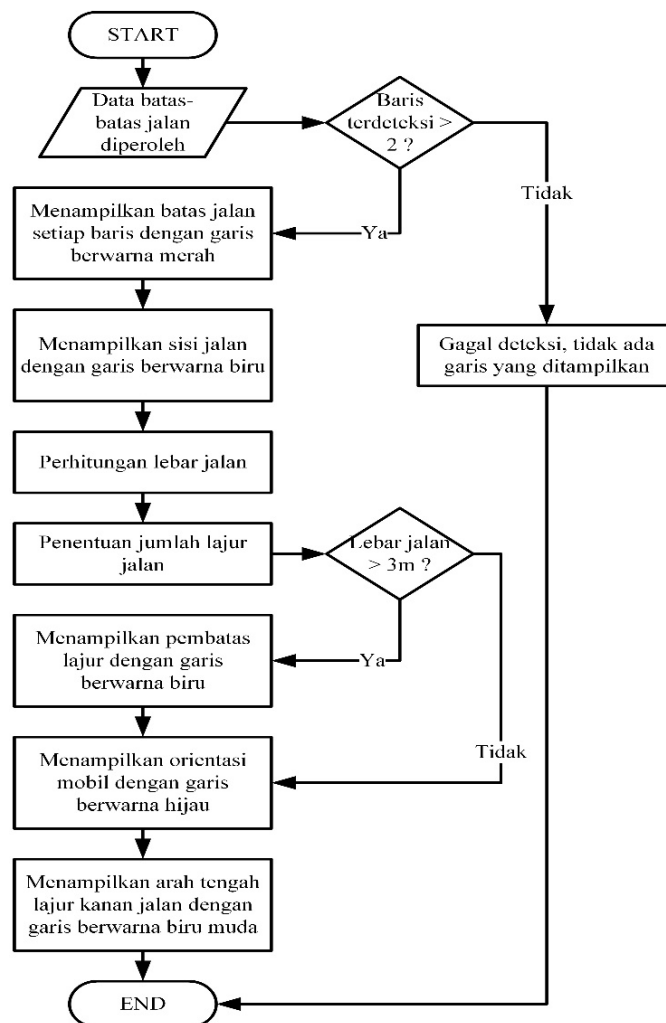 START
Data batas-
batas jalan
diperoleh
Baris
terdeteksi >
2 ?
Tidak
Ya
Menampilkan batas jalan
setiap baris dengan garis
berwarna merah
Menampilkan sisi jalan
dengan garis berwarna biru
Gagal deteksi, tidak ada
garis yang ditampilkan
Perhitungan lebar jalan
Penentuan jumlah lajur
jalan
Lebar jalan
> 3m ?
Ya
Tidak
Menampilkan pembatas
lajur dengan garis
berwarna biru
Menampilkan orientasi
mobil dengan garis
berwarna hijau
Menampilkan arah tengah
lajur kanan jalan dengan
garis berwarna biru muda
END